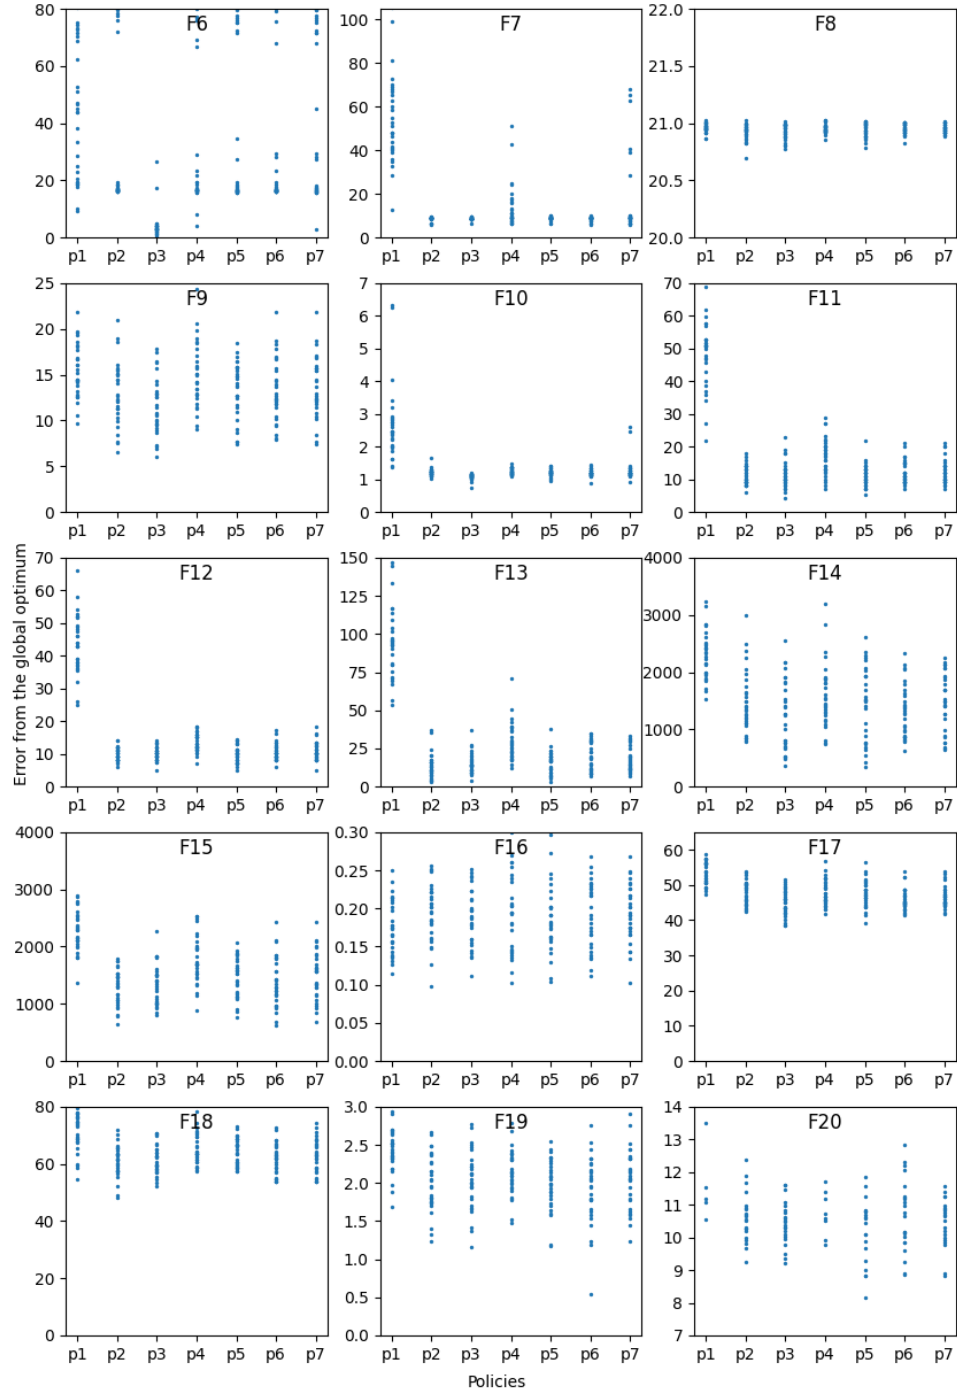 F6 F7 F8
80 100 22.0
60 80 21.5
40 60 21.0
20 40 20.5
0 20 20.0
0
p1 p2 p3 p4 p5 p6 p7 p1 p2 p3 p4 p5 p6 p7 p1 p2 p3 p4 p5 p6 p7
F9 F10 F11
25 7 70
20 6 60
15 5 50
10 4 40
5 3 30
0 2 20
1 10
0 0
p1 p2 p3 p4 p5 p6 p7 p1 p2 p3 p4 p5 p6 p7 p1 p2 p3 p4 p5 p6 p7
Error from the global optimum
F12 F13 F14
70 150 4000
60 125 3000
50 100 2000
40 75 1000
30 50 0
20 25
10 0
0
p1 p2 p3 p4 p5 p6 p7 p1 p2 p3 p4 p5 p6 p7 p1 p2 p3 p4 p5 p6 p7
F15 F16 F17
4000 0.30 60
3000 0.25 50
2000 0.20 40
1000 0.15 30
0 0.10 20
0.05 10
0.00 0
p1 p2 p3 p4 p5 p6 p7 p1 p2 p3 p4 p5 p6 p7 p1 p2 p3 p4 p5 p6 p7
F18 F19 F20
80 3.0 14
60 2.5 13
40 2.0 12
20 1.5 11
0 1.0 10
0.5 9
0.0 8
7
p1 p2 p3 p4 p5 p6 p7 p1 p2 p3 p4 p5 p6 p7 p1 p2 p3 p4 p5 p6 p7
Policies